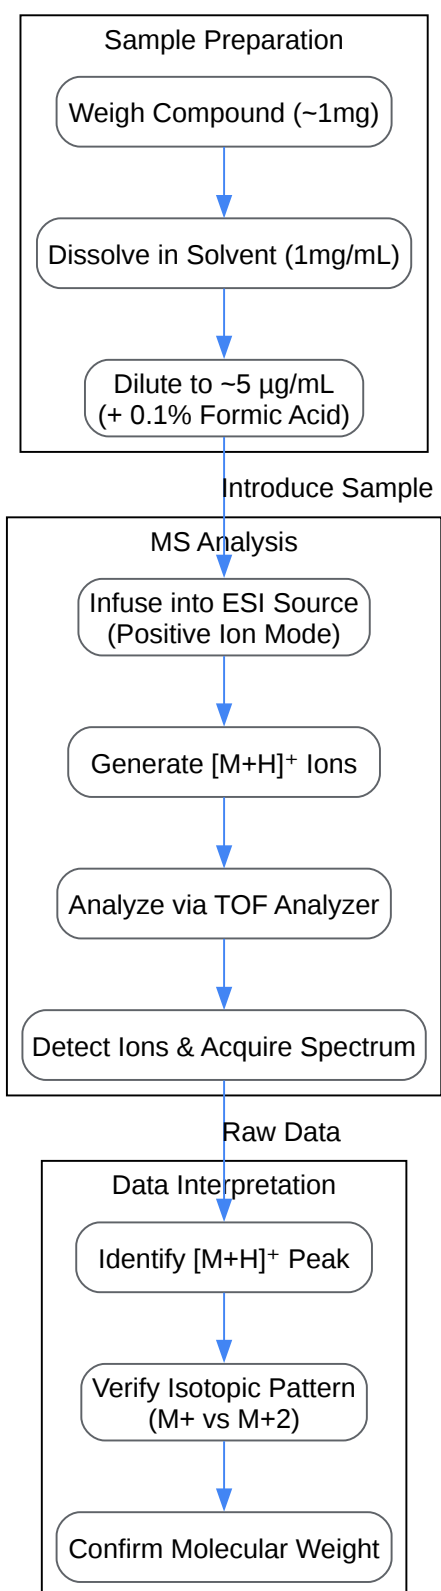 Sample Preparation
Weigh Compound (~1mg)
Dissolve in Solvent (1mg/mL)
Dilute to ~5 µg/mL
(+ 0.1% Formic Acid)
Introduce Sample
MS Analysis
Infuse into ESI Source
(Positive Ion Mode)
Generate [M+H]⁺ Ions
Analyze via TOF Analyzer
Detect Ions & Acquire Spectrum
Raw Data
Data Interpretation
Identify [M+H]⁺ Peak
Verify Isotopic Pattern
(M+ vs M+2)
Confirm Molecular Weight